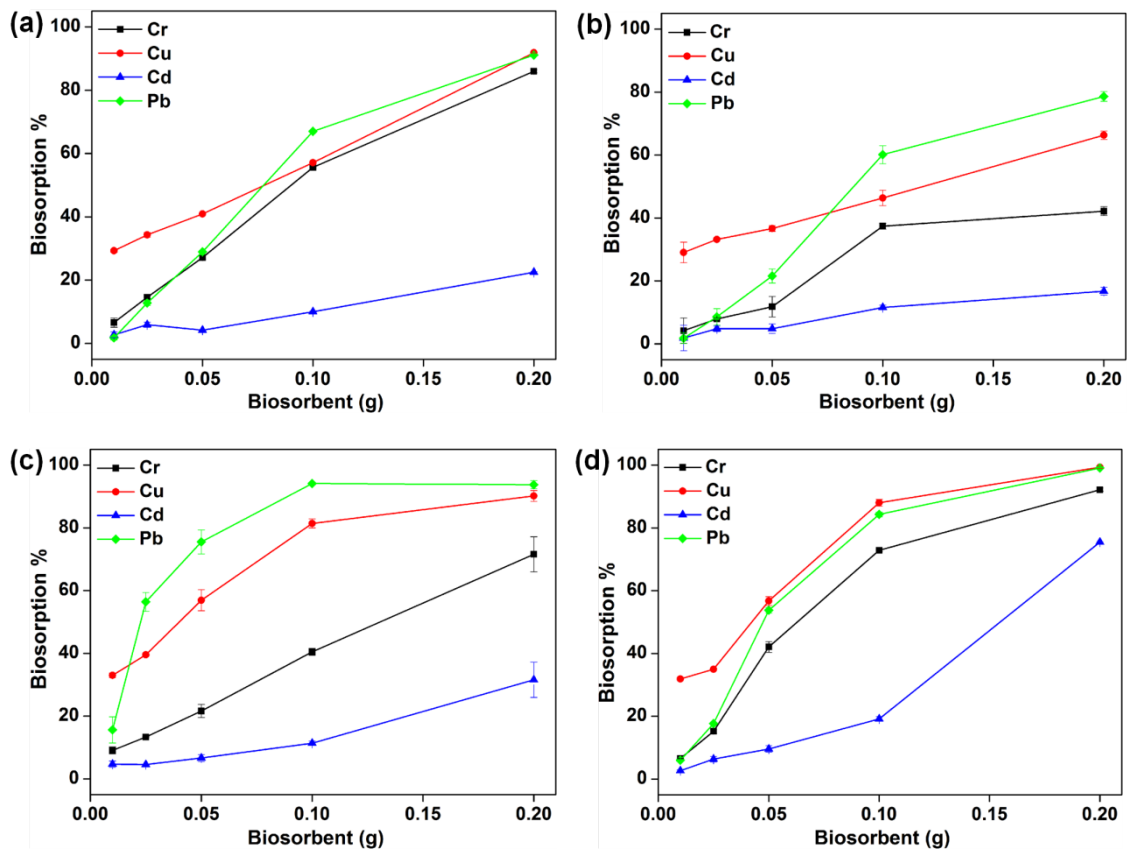 (a)
Cr
Cu
Cd
Pb
Biosorption %
100
80
60
40
20
0
0.00 0.05 0.10 0.15 0.20
Biosorbent (g)
(b)
Cr
Cu
Cd
Pb
Biosorption %
100
80
60
40
20
0
0.00 0.05 0.10 0.15 0.20
Biosorbent (g)
(c)
Cr
Cu
Cd
Pb
Biosorption %
100
80
60
40
20
0
0.00 0.05 0.10 0.15 0.20
Biosorbent (g)
(d)
Cr
Cu
Cd
Pb
Biosorption %
100
80
60
40
20
0
0.00 0.05 0.10 0.15 0.20
Biosorbent (g)